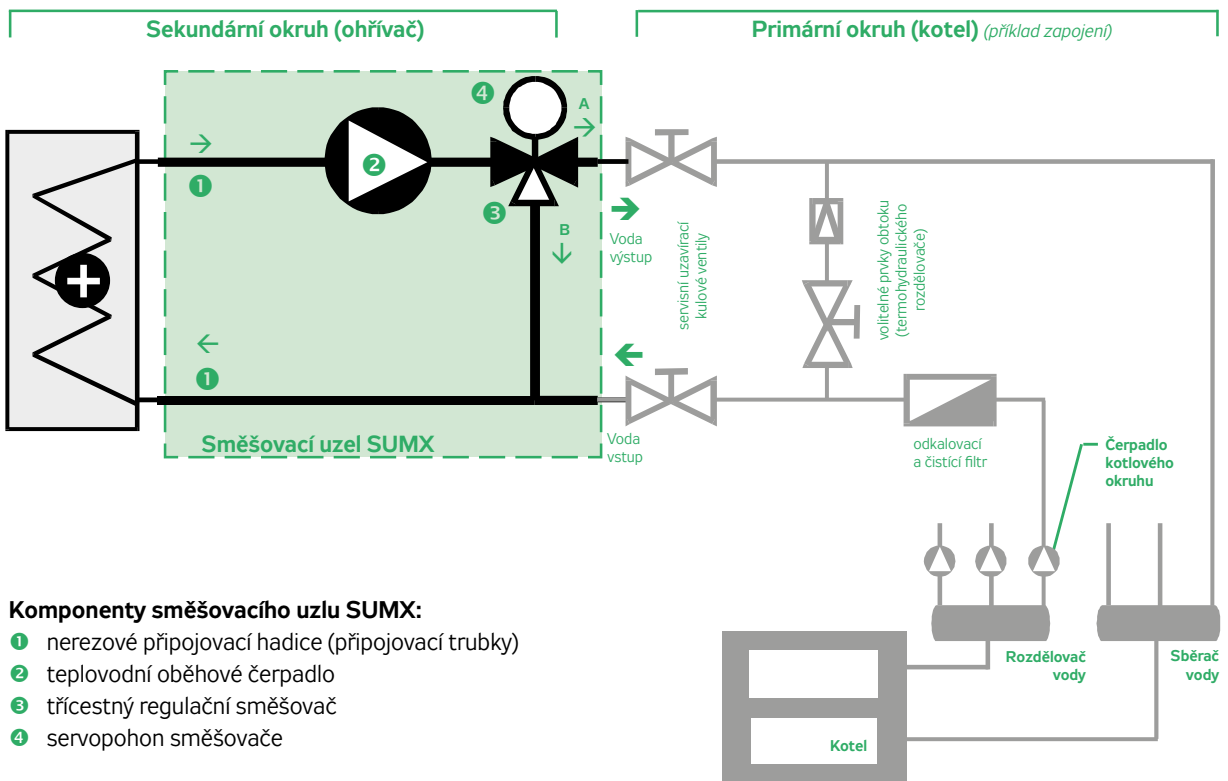 Sekundární okruh (ohřívač)
Primární okruh (kotel) (příklad zapojení)
4
A
1
2
3
B
Voda
výstup
servisní uzavírací
kulové ventily
volitelné prvky obtoku
(termohydraulického
rozdělovače)
1
Směšovací uzel SUMX
Voda
vstup
odkalovací
a čistící filtr
Čerpadlo
kotlového
okruhu
Komponenty směšovacího uzlu SUMX:
1 nerezové připojovací hadice (připojovací trubky)
2 teplovodní oběhové čerpadlo
3 třícestný regulační směšovač
4 servopohon směšovače
Rozdělovač
vody
Sběrač
vody
Kotel